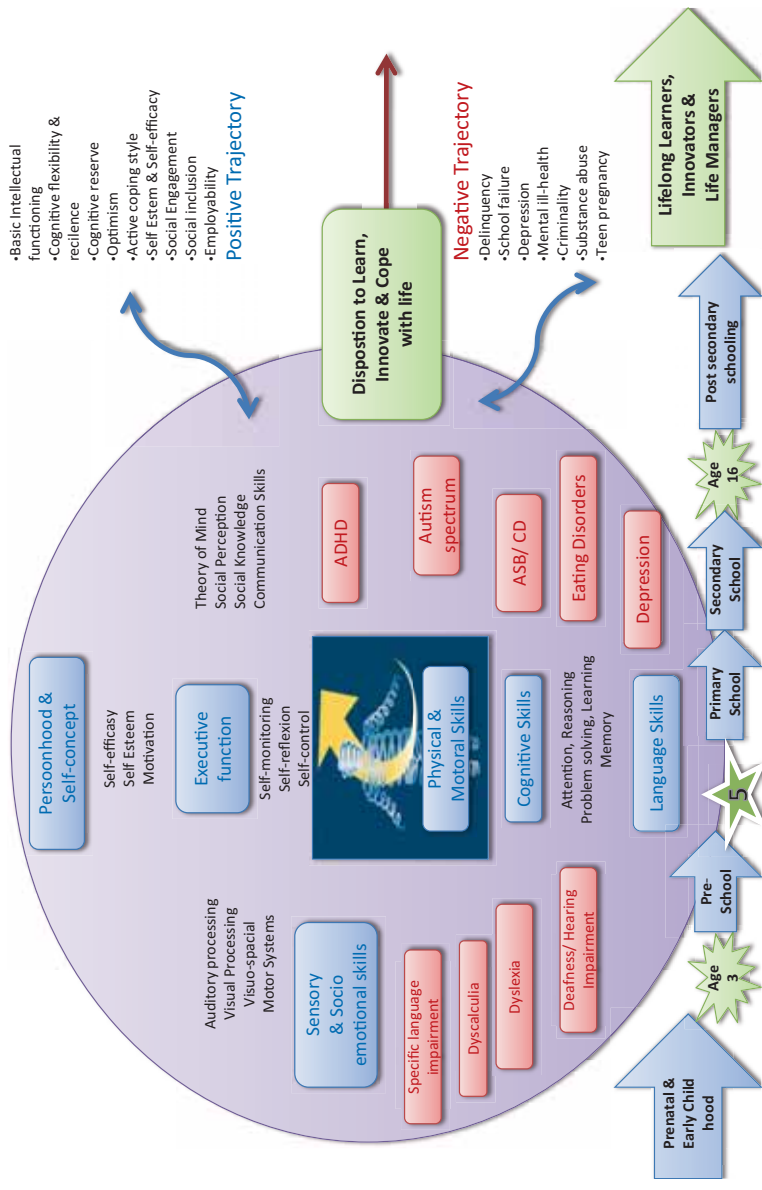 Persoonhood &
Self-concept
Self-efficasy
Self Esteem
Motivation
Executive
function
Self-monitoring
Self-reflexion
Self-control
Auditory processing
Visual Processing
Visuo-spacial
Motor Systems
Sensory
& Socio
emotional skills
Specific language
impairment
Dyscalculia
Dyslexia
Deafness/ Hearing
Impairment
Physical &
Motoral Skills
Cognitive Skills
Attention, Reasoning
Problem solving, Learning
Memory
Language Skills
Theory of Mind
Social Perception
Social Knowledge
Communication Skills
ADHD
Autism
spectrum
ASB/ CD
Eating Disorders
Depression
•Basic Intellectual
functioning
•Cognitive flexibility &
recilence
•Cognitive reserve
•Optimism
•Active coping style
•Self Estem & Self-efficacy
•Social Engagement
•Social inclusion
•Employability
Positive Trajectory
Dispostion to Learn,
Innovate & Cope
with life
Negative Trajectory
•Delinquency
•School failure
•Depression
•Mental ill-health
•Criminality
•Substance abuse
•Teen pregnancy
Prenatal &
Early Child
hood
Age
3
Pre-
School
5
Primary
School
Secondary
School
Age
16
Post secondary
schooling
Lifelong Learners,
Innovators &
Life Managers